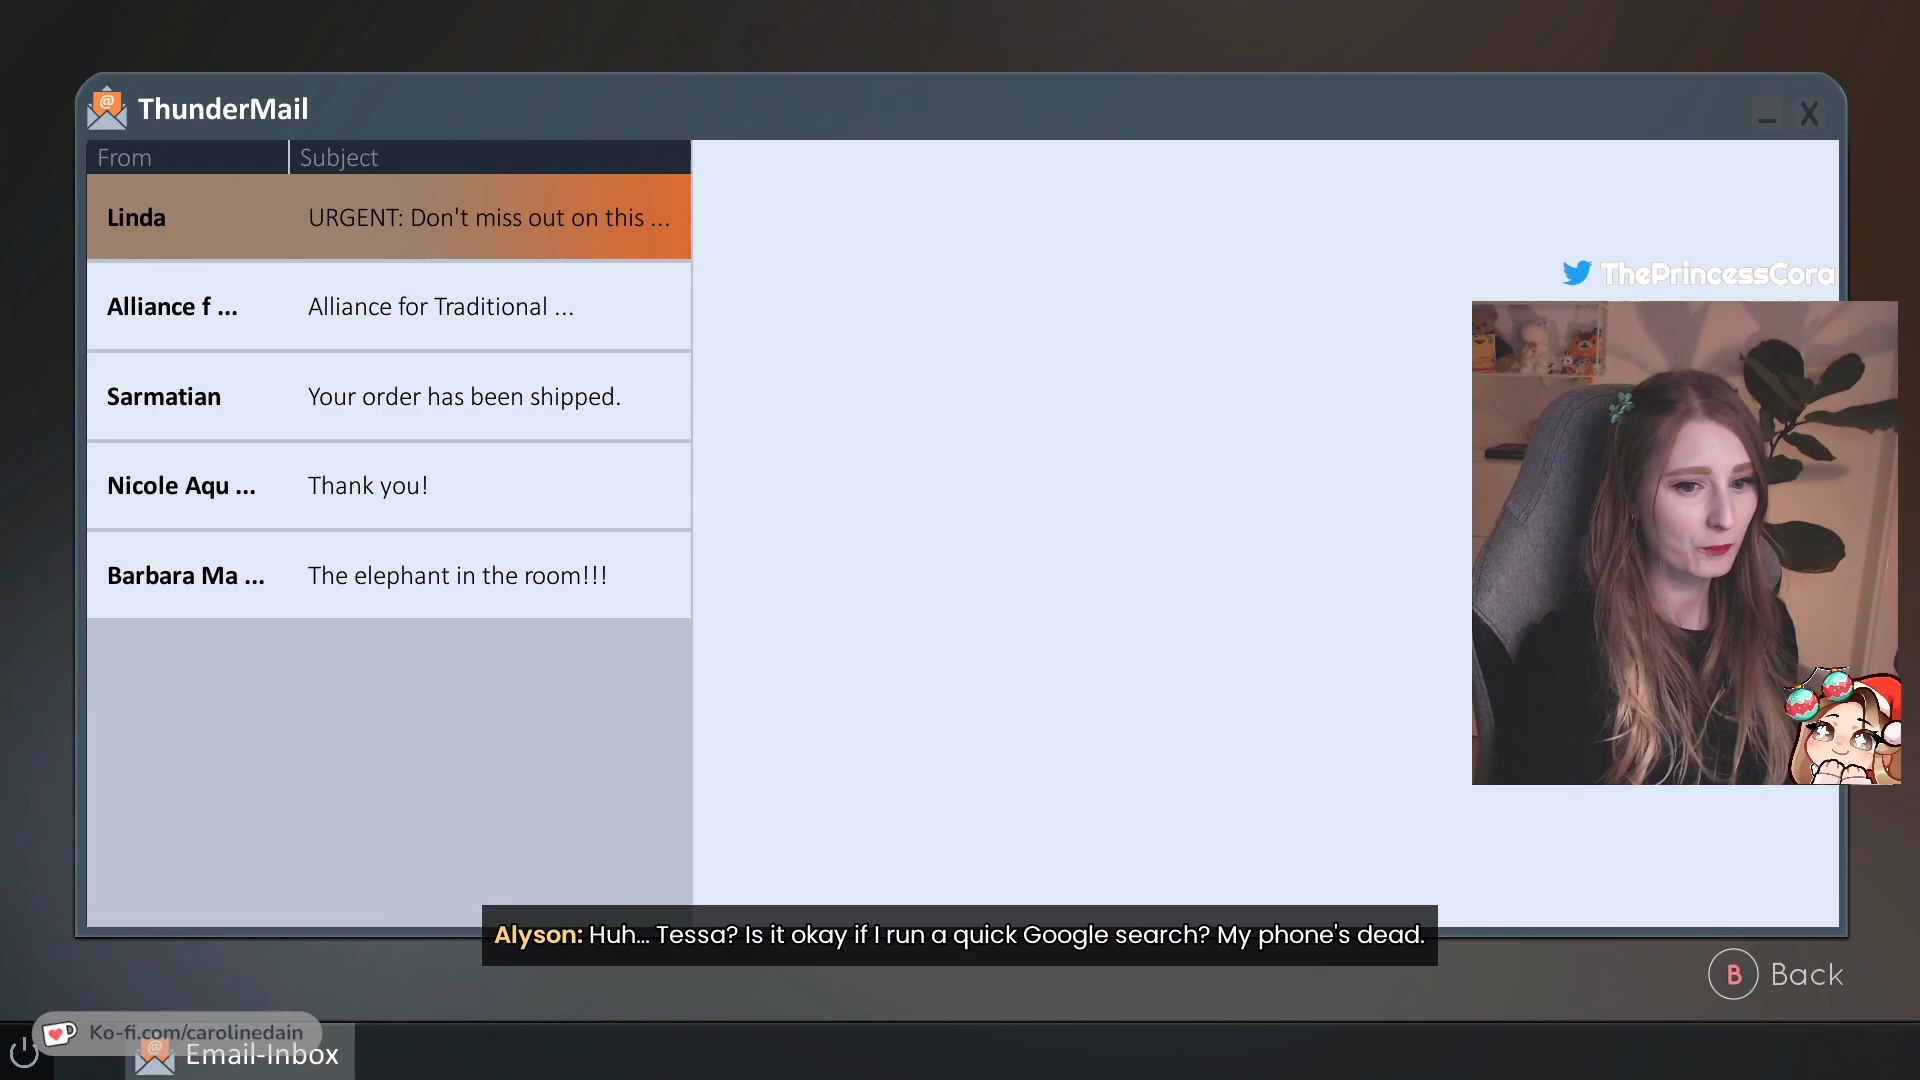 ThunderMail
From Subject
Linda URGENT: Don't miss out on this ...
Alliance f ... Alliance for Traditional ...
Sarmatian Your order has been shipped.
Nicole Aqu ... Thank you!
Barbara Ma ... The elephant in the room!!!
ThePrincessCora
Alyson: Huh... Tessa? Is it okay if I run a quick Google search? My phone's dead.
B Back
Ko-fi.com/carolinedain
Email-Inbox